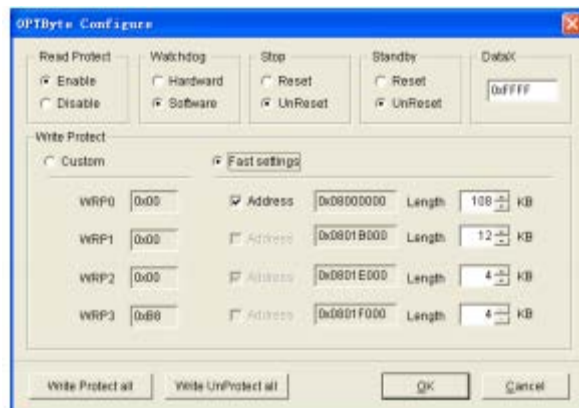 OPTByte Configure
Read Protect
Enable
Disable
Watchdog
Hardward
Software
Stop
Reset
UnReset
Standby
Reset
UnReset
DataX
0xFFFF
Write Protect
Custom
Fast settings
WRP0 0x00
Address 0x08000000 Length 108 KB
WRP1 0x00
Address 0x0801B000 Length 12 KB
WRP2 0x00
Address 0x0801E000 Length 4 KB
WRP3 0xB8
Address 0x0801F000 Length 4 KB
Write Protect all
Write UnProtect all
OK
Cancel